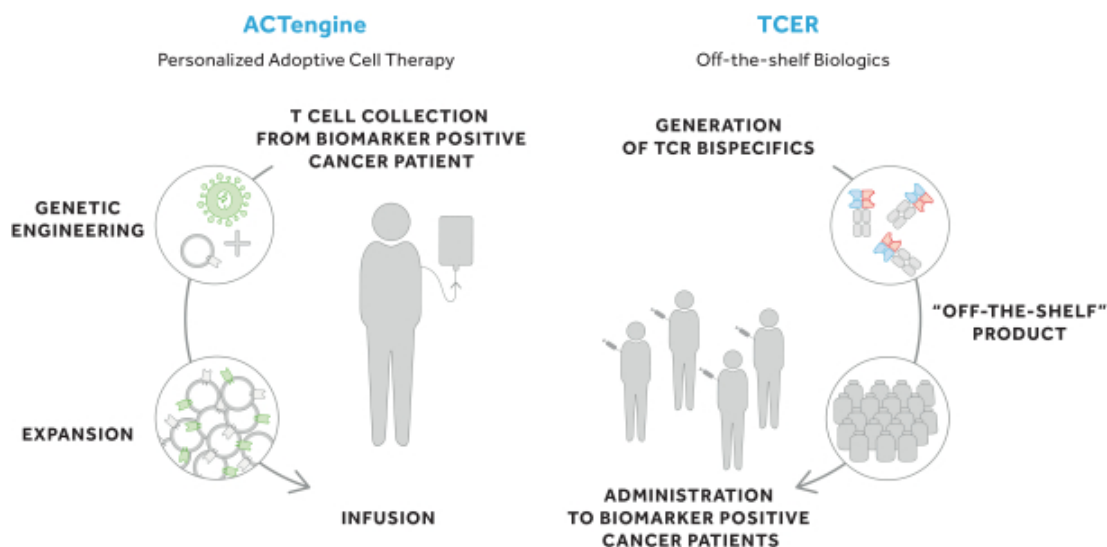 ACTengine
Personalized Adoptive Cell Therapy
T CELL COLLECTION
FROM BIOMARKER POSITIVE
CANCER PATIENT
GENETIC
ENGINEERING
EXPANSION
INFUSION
TCER
Off-the-shelf Biologics
GENERATION
OF TCR BISPECIFICS
“OFF-THE-SHELF”
PRODUCT
ADMINISTRATION
TO BIOMARKER POSITIVE
CANCER PATIENTS